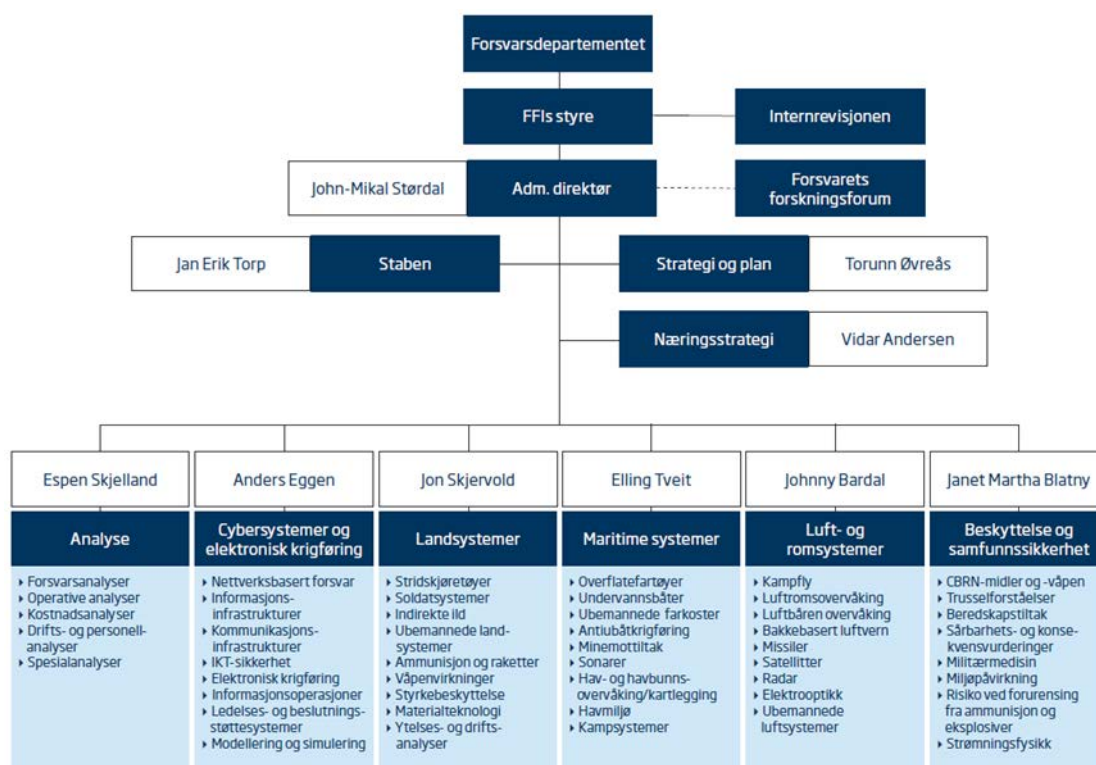 Forsvarsdepartementet
FFIs styre
Internrevisjonen
John-Mikal Størdal
Adm. direktør
Forsvarets
forskningsforum
Jan Erik Torp
Staben
Strategi og plan
Torunn Øvreås
Næringsstrategi
Vidar Andersen
Espen Skjelland
Analyse
Forsvarsanalyser
Operative analyser
Kostnadsanalyser
Drifts- og personell-
analyser
Spesialanalyser
Anders Eggen
Cybersystemer og
elektronisk krigføring
Nettverksbasert forsvar
Informasjons-
infrastrukturer
Kommunikasjons-
infrastrukturer
IKT-sikkerhet
Elektronisk krigføring
Informasjonsoperasjoner
Ledelses- og beslutnings-
støttesystemer
Modellering og simulering
Jon Skjervold
Landsystemer
Stridskjøretøyer
Soldatsystemer
Indirekte ild
Ubemannede land-
systemer
Ammunisjon og raketter
Våpenvirkninger
Styrkebeskyttelse
Materialteknologi
Ytelses- og drifts-
analyser
Elling Tveit
Maritime systemer
Overflatefartøyer
Undervannsbåter
Ubemannede farkoster
Antiubåtkrigføring
Minemottiltak
Sonarer
Hav- og havbunns-
overvåking/kartlegging
Havmiljø
Kampsystemer
Johnny Bardal
Luft- og
romsystemer
Kampfly
Luftromsovervåking
Luftbåren overvåking
Bakkebasert luftvern
Missiler
Satellitter
Radar
Elektrooptikk
Ubemannede
luftsystemer
Janet Martha Blatny
Beskyttelse og
samfunnssikkerhet
CBRN-midler og -våpen
Trusselforståelser
Beredskapstiltak
Sårbarhets- og konse-
kvensvurderinger
Militærmedisin
Miljøpåvirkning
Risiko ved forurensing
fra ammunisjon og
eksplosiver
Strømningsfysikk